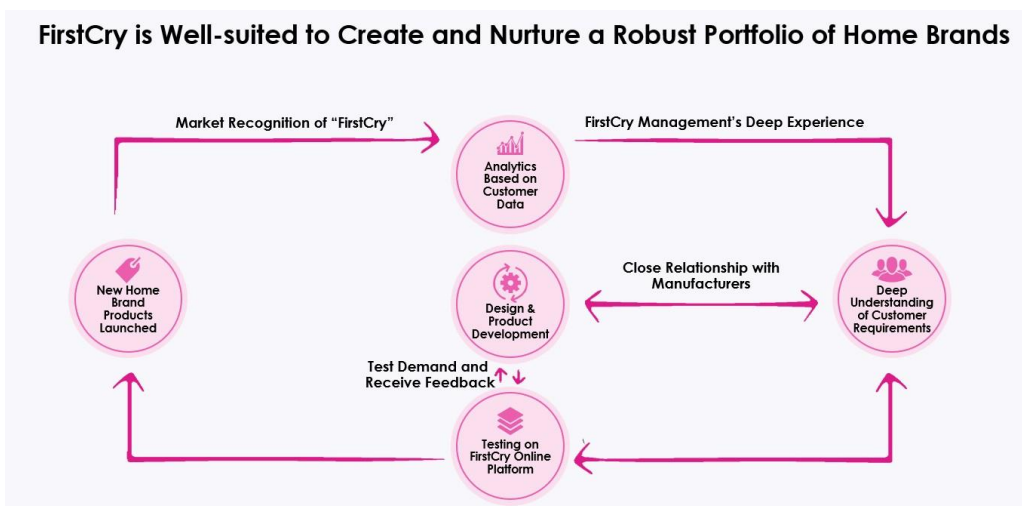 FirstCry is Well-suited to Create and Nurture a Robust Portfolio of Home Brands
Market Recognition of “FirstCry”
FirstCry Management’s Deep Experience
Analytics
Based on
Customer
Data
New Home
Brand
Products
Launched
Design &
Product
Development
Close Relationship with
Manufacturers
Deep
Understanding
of Customer
Requirements
Test Demand and
Receive Feedback
Testing on
FirstCry Online
Platform